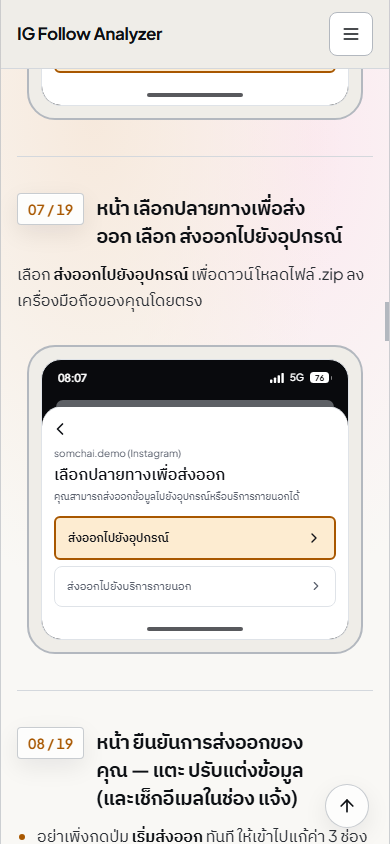 IG Follow Analyzer
07 / 19
หน้า เลือกปลายทางเพื่อส่ง
ออก เลือก ส่งออกไปยังอุปกรณ์
เลือก ส่งออกไปยังอุปกรณ์ เพื่อดาวน์โหลดไฟล์ .zip ลง
เครื่องมือถือของคุณโดยตรง
08:07
5G 76
somchai.demo (Instagram)
เลือกปลายทางเพื่อส่งออก
คุณสามารถส่งออกข้อมูลไปยังอุปกรณ์หรือบริการภายนอกได้
ส่งออกไปยังอุปกรณ์
ส่งออกไปยังบริการภายนอก
08 / 19
หน้า ยืนยันการส่งออกของ
คุณ — แตะ ปรับแต่งข้อมูล
(และเช็กอีเมลในช่อง แจ้ง)
อย่าเพิ่งกดปุ่ม เริ่มส่งออก ทันที ให้เข้าไปแก้ค่า 3 ช่อง